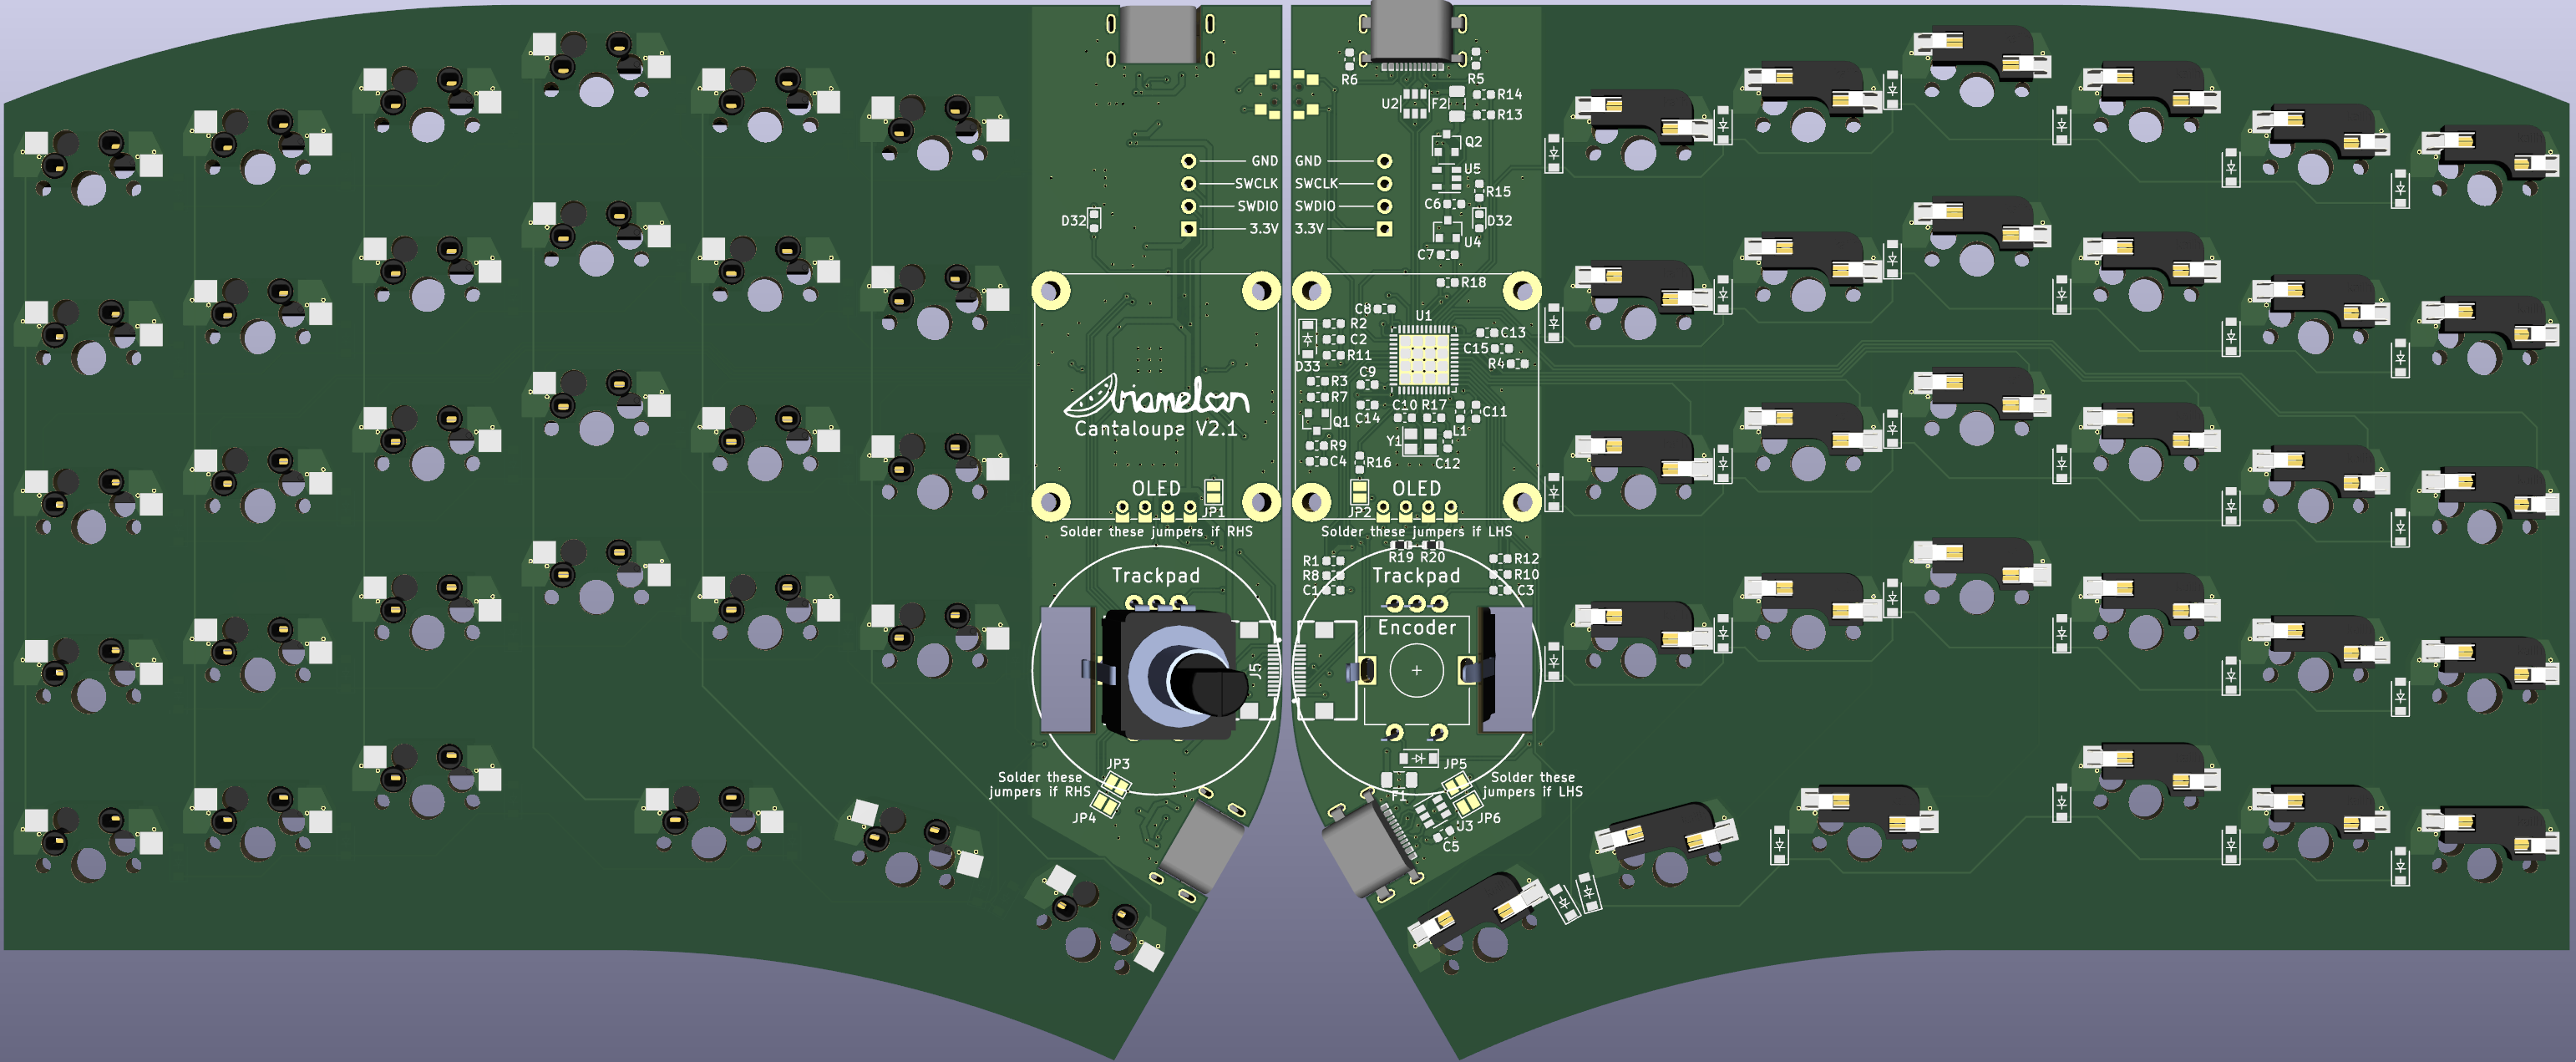 GND
SWCLK
SWDIO
3.3V
D32
Triamelon
Cantaloupa V2.1
OLED
JP1
Solder these jumpers if RHS
Trackpad
J5
JP3
Solder these
jumpers if RHS
JP4
R6
R5
U2
F2
R14
R13
Q2
GND
SWCLK
SWDIO
3.3V
U5
R15
C6
D32
U4
C7
R18
C8
U1
R2
C2
R11
D33
C13
C15
R4
C9
R3
R7
C14
C10
R17
C11
Q1
Y1
L1
R9
C4
R16
C12
OLED
JP2
Solder these jumpers if LHS
R19
R20
R1
R8
C1
R12
R10
C3
Trackpad
Encoder
F1
JP5
Solder these
jumpers if LHS
JP6
J3
C5